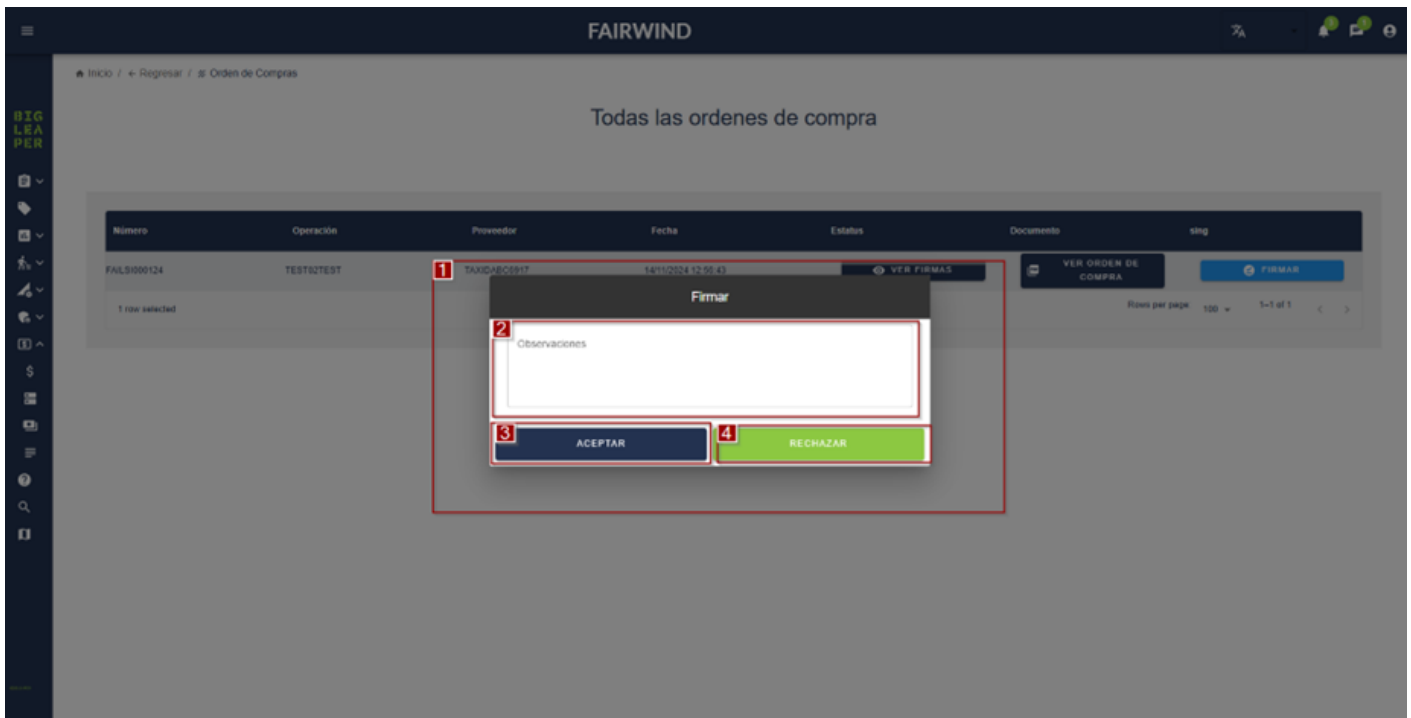 FAIRWIND
Inicio / ← Regresar / Orden de Compras
BIG
LEA
PER
Todas las ordenes de compra
Número Operación Proveedor Fecha Estatus Documento sing
TEST02TEST 14/11/2024 12:56:43 VER FIRMAS VER ORDEN DE COMPRA FIRMAR
1 row selected Rows per page 100 1–1 of 1
1
Firmar
2
Observaciones
3 ACEPTAR 4 RECHAZAR